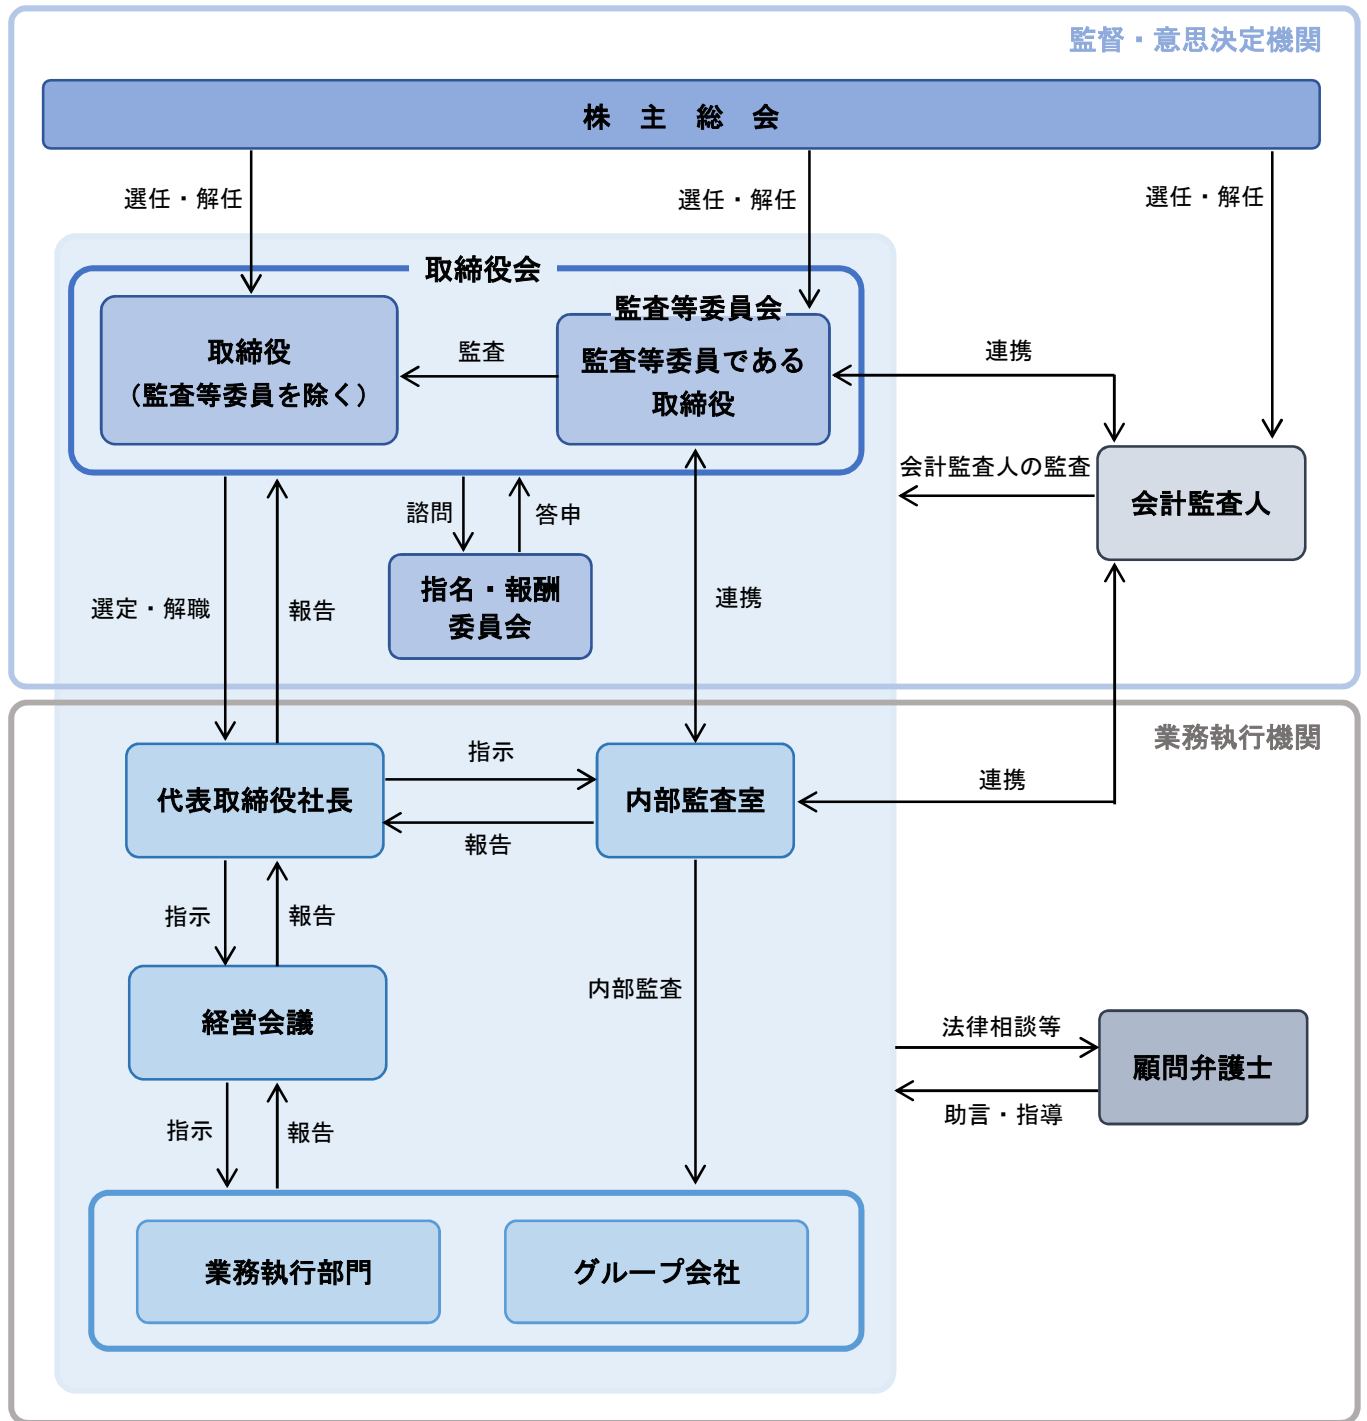 監督・意思決定機関
株 主 総 会
選任・解任
選任・解任
選任・解任
取締役会
監査等委員会
取締役
（監査等委員を除く）
監査
監査等委員である
取締役
連携
会計監査人の監査
会計監査人
諮問
答申
指名・報酬
委員会
選定・解職
報告
連携
業務執行機関
代表取締役社長
指示
報告
内部監査室
連携
指示
報告
経営会議
内部監査
法律相談等
助言・指導
顧問弁護士
指示
報告
業務執行部門
グループ会社